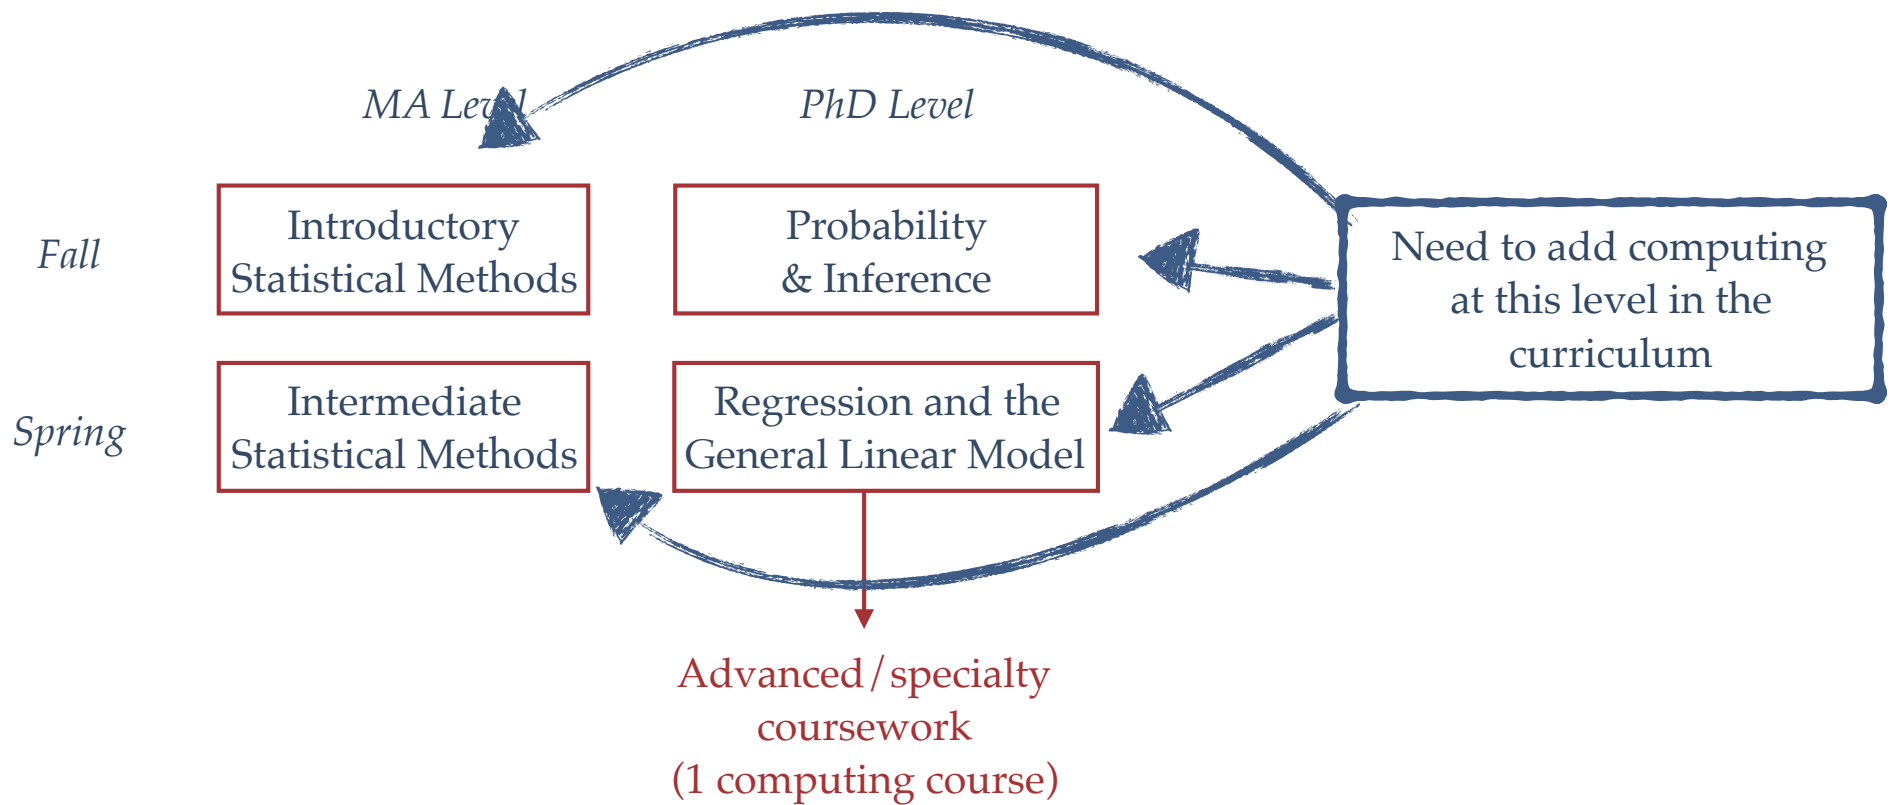 MA Level
PhD Level
Fall
Introductory
Statistical Methods
Probability
& Inference
Need to add computing
at this level in the
curriculum
Spring
Intermediate
Statistical Methods
Regression and the
General Linear Model
Advanced/specialty
coursework
(1 computing course)